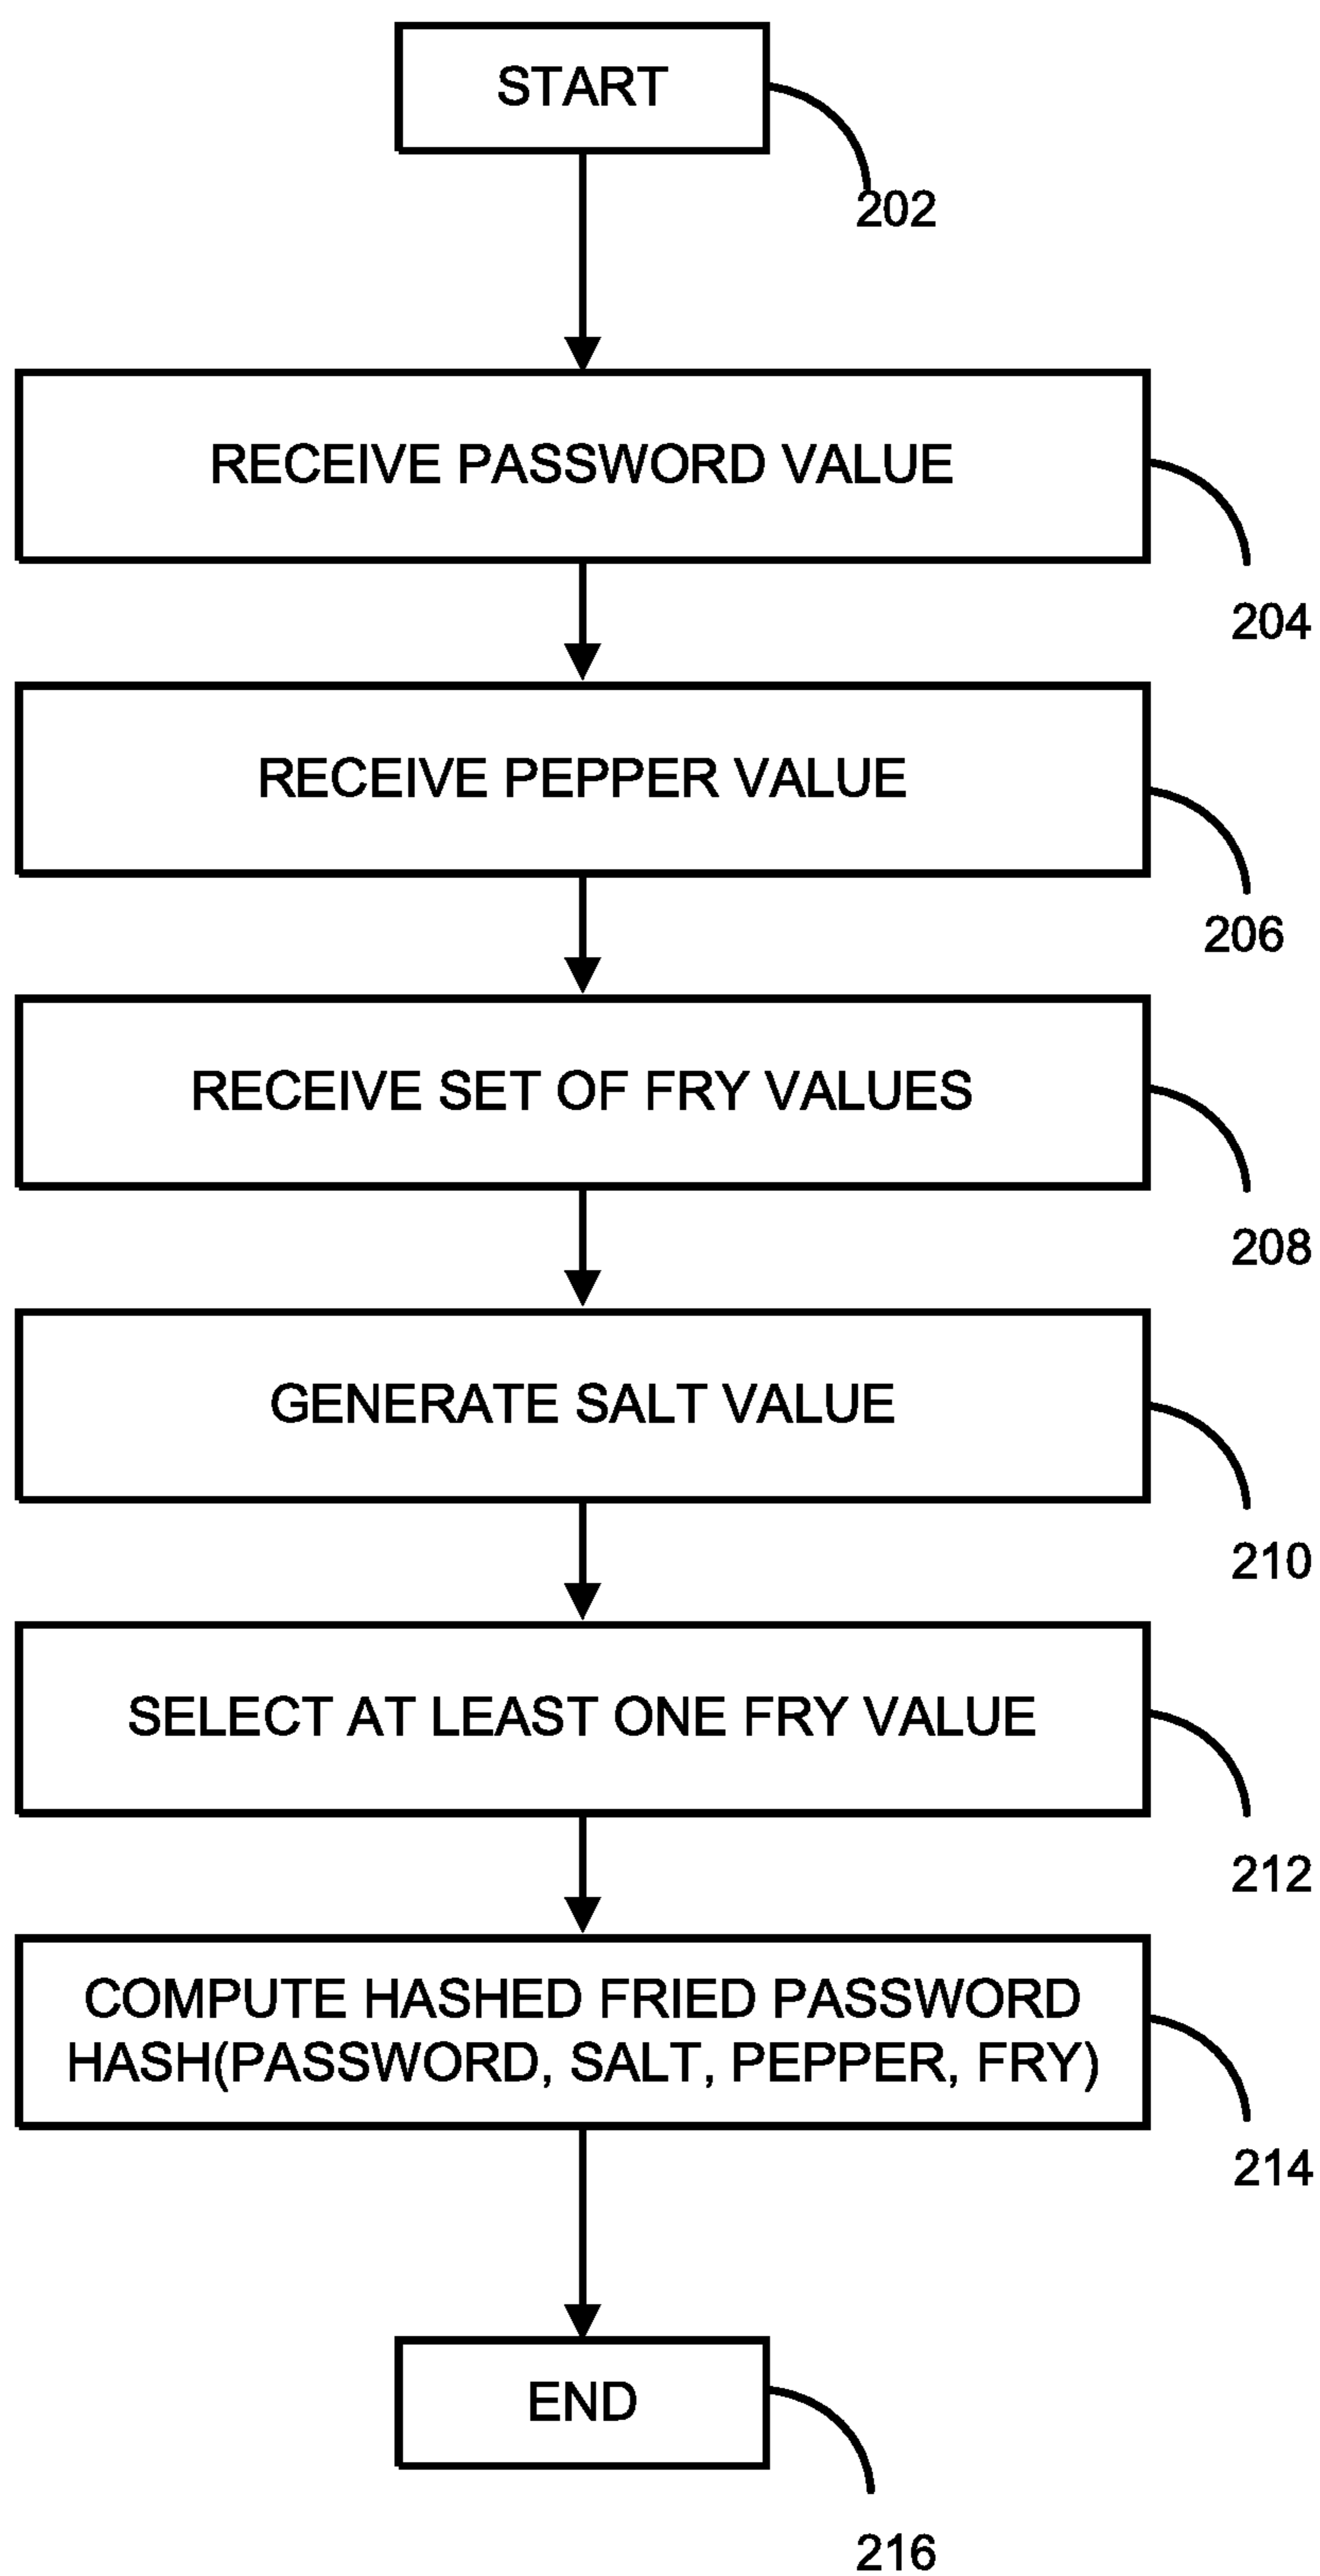 START
202
RECEIVE PASSWORD VALUE
204
RECEIVE PEPPER VALUE
206
RECEIVE SET OF FRY VALUES
208
GENERATE SALT VALUE
210
SELECT AT LEAST ONE FRY VALUE
212
COMPUTE HASHED FRIED PASSWORD
HASH(PASSWORD, SALT, PEPPER, FRY)
214
END
216